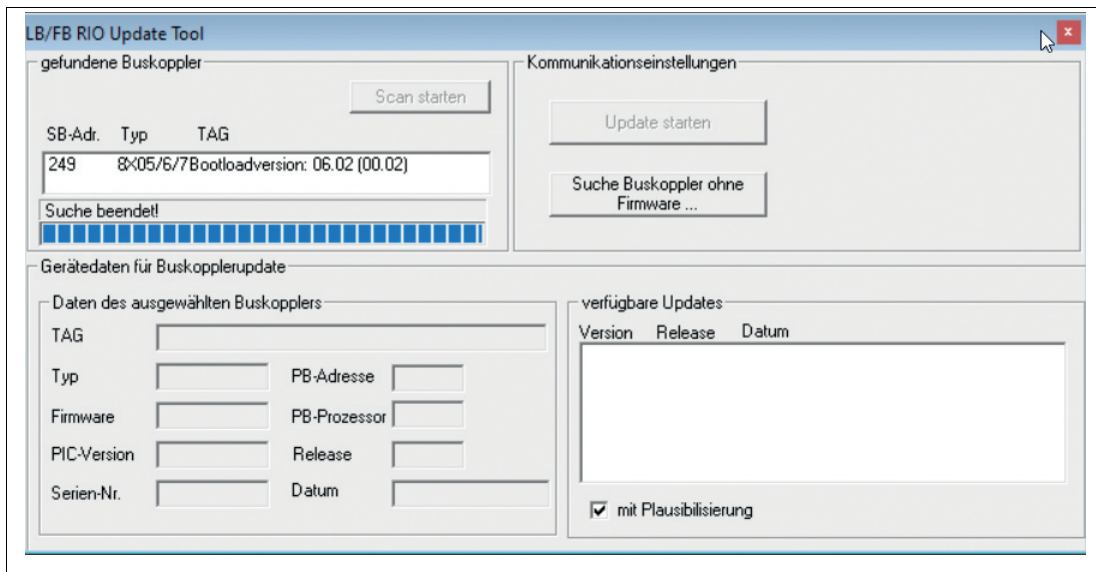 LB/FB RIO Update Tool
x
gefundene Buskoppler
Scan starten
SB-Adr. Typ TAG
249 8X05/6/7Bootloadversion: 06.02 (00.02)
Suche beendet!
Kommunikationseinstellungen
Update starten
Suche Buskoppler ohne
Firmware ...
Gerätedaten für Buskopplerupdate
Daten des ausgewählten Buskopplers
TAG
Typ PB-Adresse
Firmware PB-Prozessor
PIC-Version Release
Serien-Nr. Datum
verfügbare Updates
Version Release Datum
mit Plausibilisierung